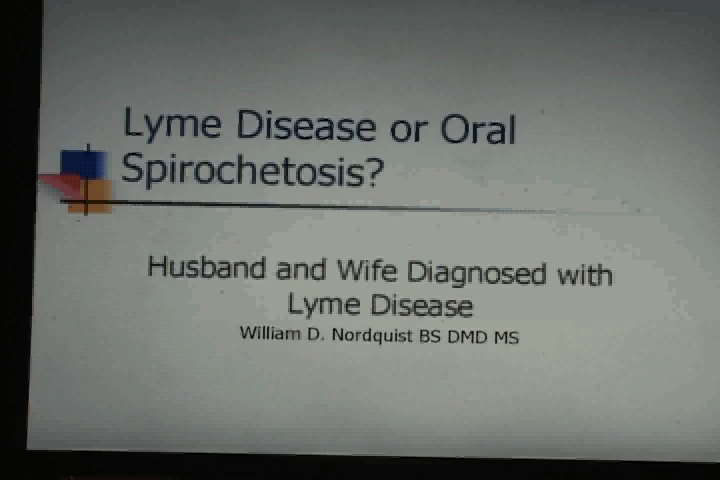 Lyme Disease or Oral
Spirochetosis?
Husband and Wife Diagnosed with
Lyme Disease
William D. Nordquist BS DMD MS